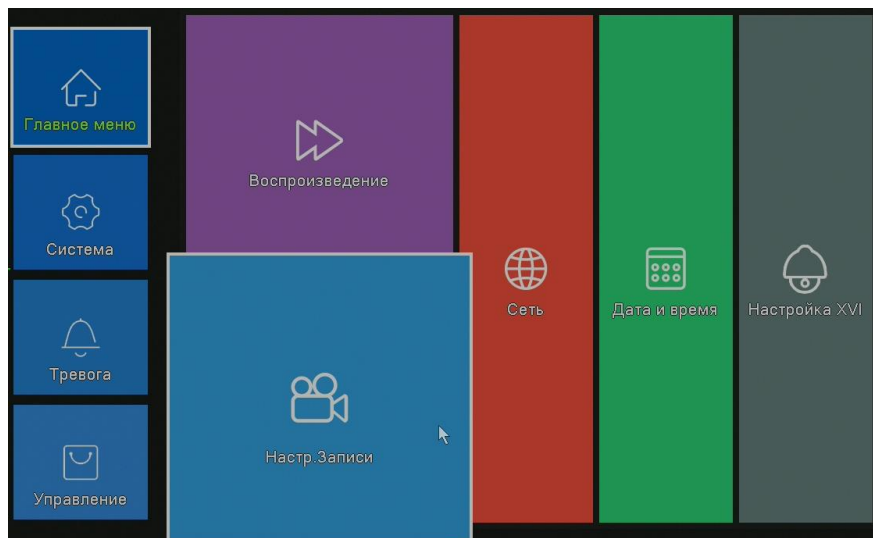 Главное меню
Система
Тревога
Управление
Воспроизведение
Настр.Записи
Сеть
Дата и время
Настройка XVI